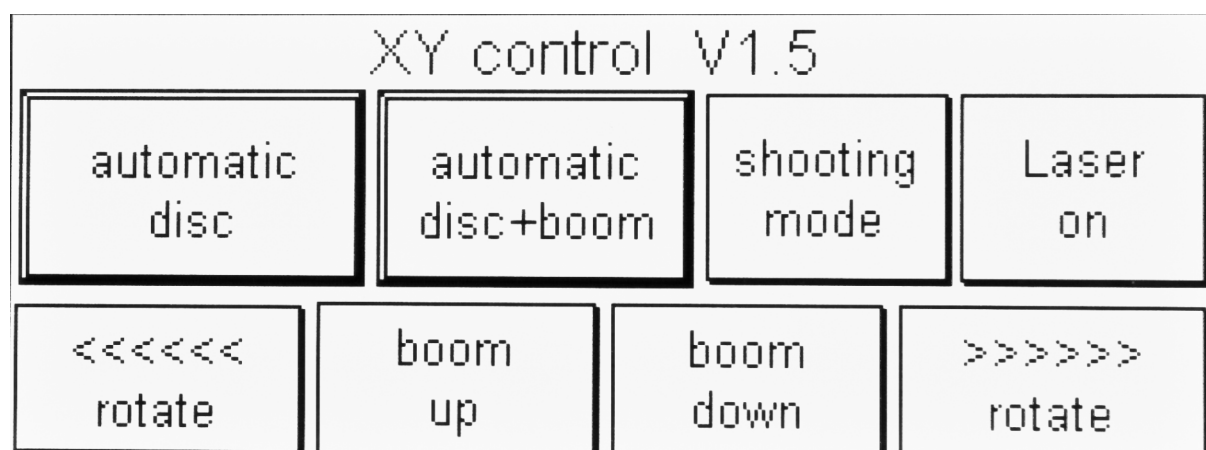 XY control V1.5
automatic
disc
automatic
disc+boom
shooting
mode
Laser
on
<<<<<<
rotate
boom
up
boom
down
>>>>>>
rotate